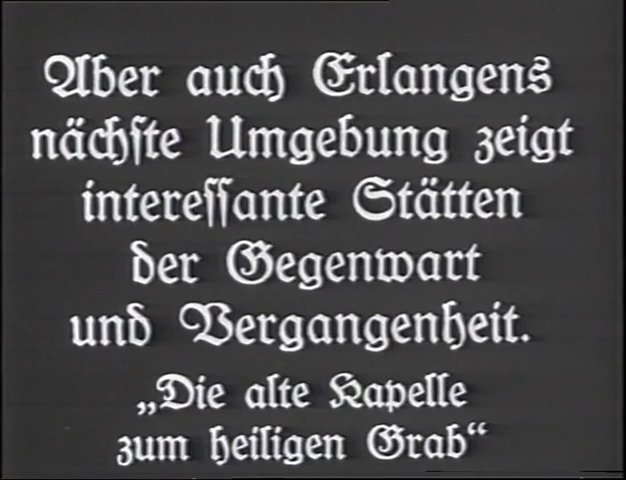 Aber auch Erlangens
nächſte Umgebung zeigt
intereſſante Stätten
der Gegenwart
und Vergangenheit.
„Die alte Kapelle
zum heiligen Grab“